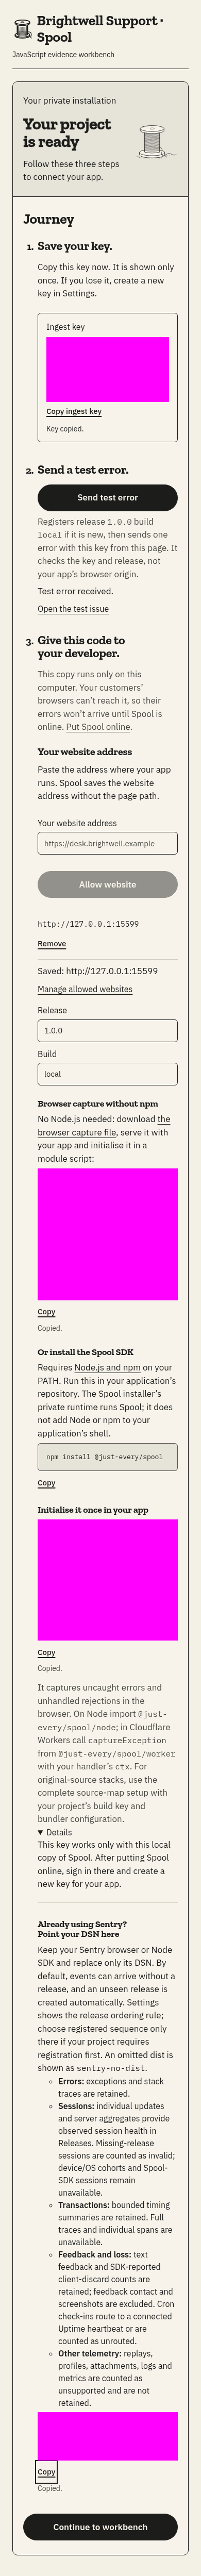 Brightwell Support ·
Spool
JavaScript evidence workbench
Your private installation
Your project
is ready
Follow these three steps
to connect your app.
Journey
1. Save your key.
Copy this key now. It is shown only
once. If you lose it, create a new
key in Settings.
Ingest key
Copy ingest key
Key copied.
2. Send a test error.
Send test error
Registers release 1.0.0 build
local if it is new, then sends one
error with this key from this page. It
checks the key and release, not
your app’s browser origin.
Test error received.
Open the test issue
3. Give this code to
your developer.
This copy runs only on this
computer. Your customers’
browsers can’t reach it, so their
errors won’t arrive until Spool is
online. Put Spool online.
Your website address
Paste the address where your app
runs. Spool saves the website
address without the page path.
Your website address
https://desk.brightwell.example
Allow website
http://127.0.0.1:15599
Remove
Saved: http://127.0.0.1:15599
Manage allowed websites
Release
1.0.0
Build
local
Browser capture without npm
No Node.js needed: download the
browser capture file, serve it with
your app and initialise it in a
module script:
Copy
Copied.
Or install the Spool SDK
Requires Node.js and npm on your
PATH. Run this in your application’s
repository. The Spool installer’s
private runtime runs Spool; it does
not add Node or npm to your
application’s shell.
npm install @just-every/spool
Copy
Initialise it once in your app
Copy
Copied.
It captures uncaught errors and
unhandled rejections in the
browser. On Node import @just-
every/spool/node; in Cloudflare
Workers call captureException
from @just-every/spool/worker
with your handler’s ctx. For
original-source stacks, use the
complete source-map setup with
your project’s build key and
bundler configuration.
▼ Details
This key works only with this local
copy of Spool. After putting Spool
online, sign in there and create a
new key for your app.
Already using Sentry?
Point your DSN here
Keep your Sentry browser or Node
SDK and replace only its DSN. By
default, events can arrive without a
release, and an unseen release is
created automatically. Settings
shows the release ordering rule;
choose registered sequence only
there if your project requires
registration first. An omitted dist is
shown as sentry-no-dist.
Errors: exceptions and stack
traces are retained.
Sessions: individual updates
and server aggregates provide
observed session health in
Releases. Missing-release
sessions are counted as invalid;
device/OS cohorts and Spool-
SDK sessions remain
unavailable.
Transactions: bounded timing
summaries are retained. Full
traces and individual spans are
unavailable.
Feedback and loss: text
feedback and SDK-reported
client-discard counts are
retained; feedback contact and
screenshots are excluded. Cron
check-ins route to a connected
Uptime heartbeat or are
counted as unrouted.
Other telemetry: replays,
profiles, attachments, logs and
metrics are counted as
unsupported and are not
retained.
Copy
Copied.
Continue to workbench